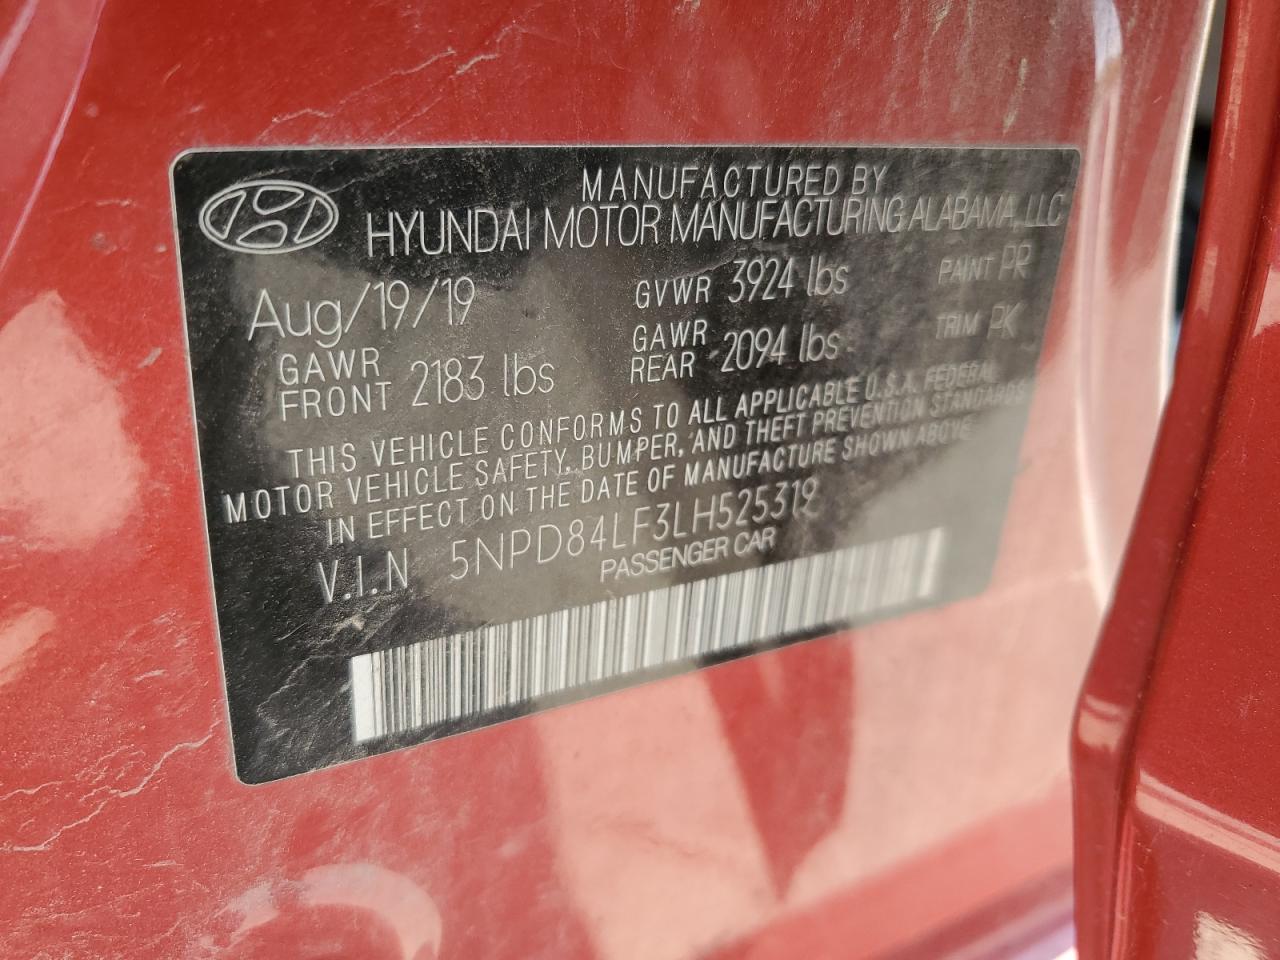 MANUFACTURED BY
HYUNDAI MOTOR MANUFACTURING ALABAMA, LLC
Aug/19/19 GVWR 3924 lbs PAINT PR
GAWR FRONT 2183 lbs GAWR REAR 2094 lbs TRIM PK
THIS VEHICLE CONFORMS TO ALL APPLICABLE U.S.A. FEDERAL
MOTOR VEHICLE SAFETY, BUMPER, AND THEFT PREVENTION STANDARDS
IN EFFECT ON THE DATE OF MANUFACTURE SHOWN ABOVE
V.I.N 5NPD84LF3LH525319
PASSENGER CAR